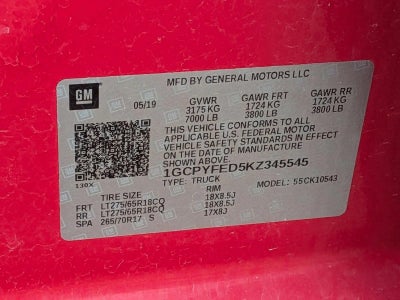 GM
MFD BY GENERAL MOTORS LLC
05/19 GVWR GAWR FRT GAWR RR
3175 KG 1724 KG 1724 KG
7000 LB 3800 LB 3800 LB
THIS VEHICLE CONFORMS TO ALL
APPLICABLE U.S. FEDERAL MOTOR
VEHICLE SAFETY STANDARDS IN EFFECT
ON THE DATE OF MANUFACTURE
SHOWN ABOVE.
1GCPYFED5KZ345545
130X TYPE: TRUCK MODEL: 55CK10543
TIRE SIZE RIM
FRT LT275/65R18CQ 18X8.5J
RR LT275/65R18CQ 18X8.5J
SPA 265/70R17 S 17X8J